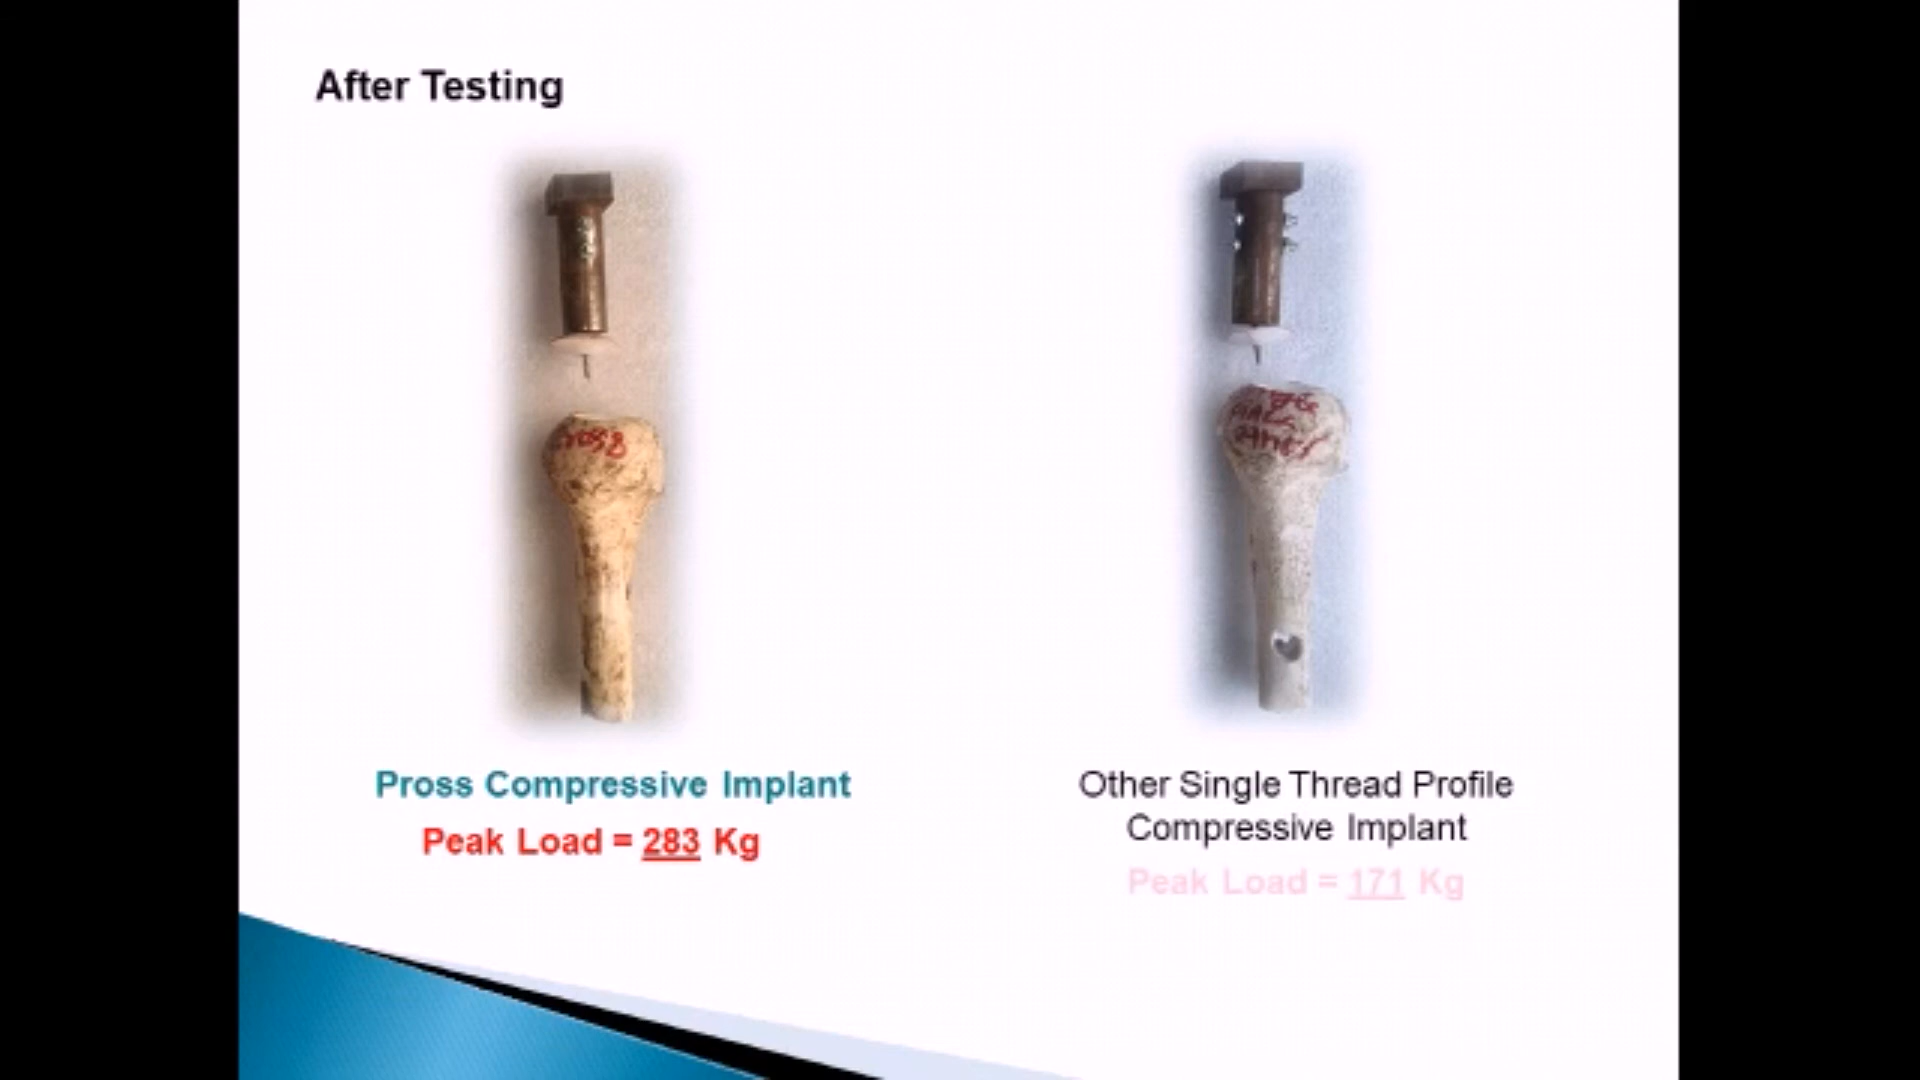 After Testing
Pross Compressive Implant
Peak Load = 283 Kg
Other Single Thread Profile
Compressive Implant
Peak Load = 171 Kg